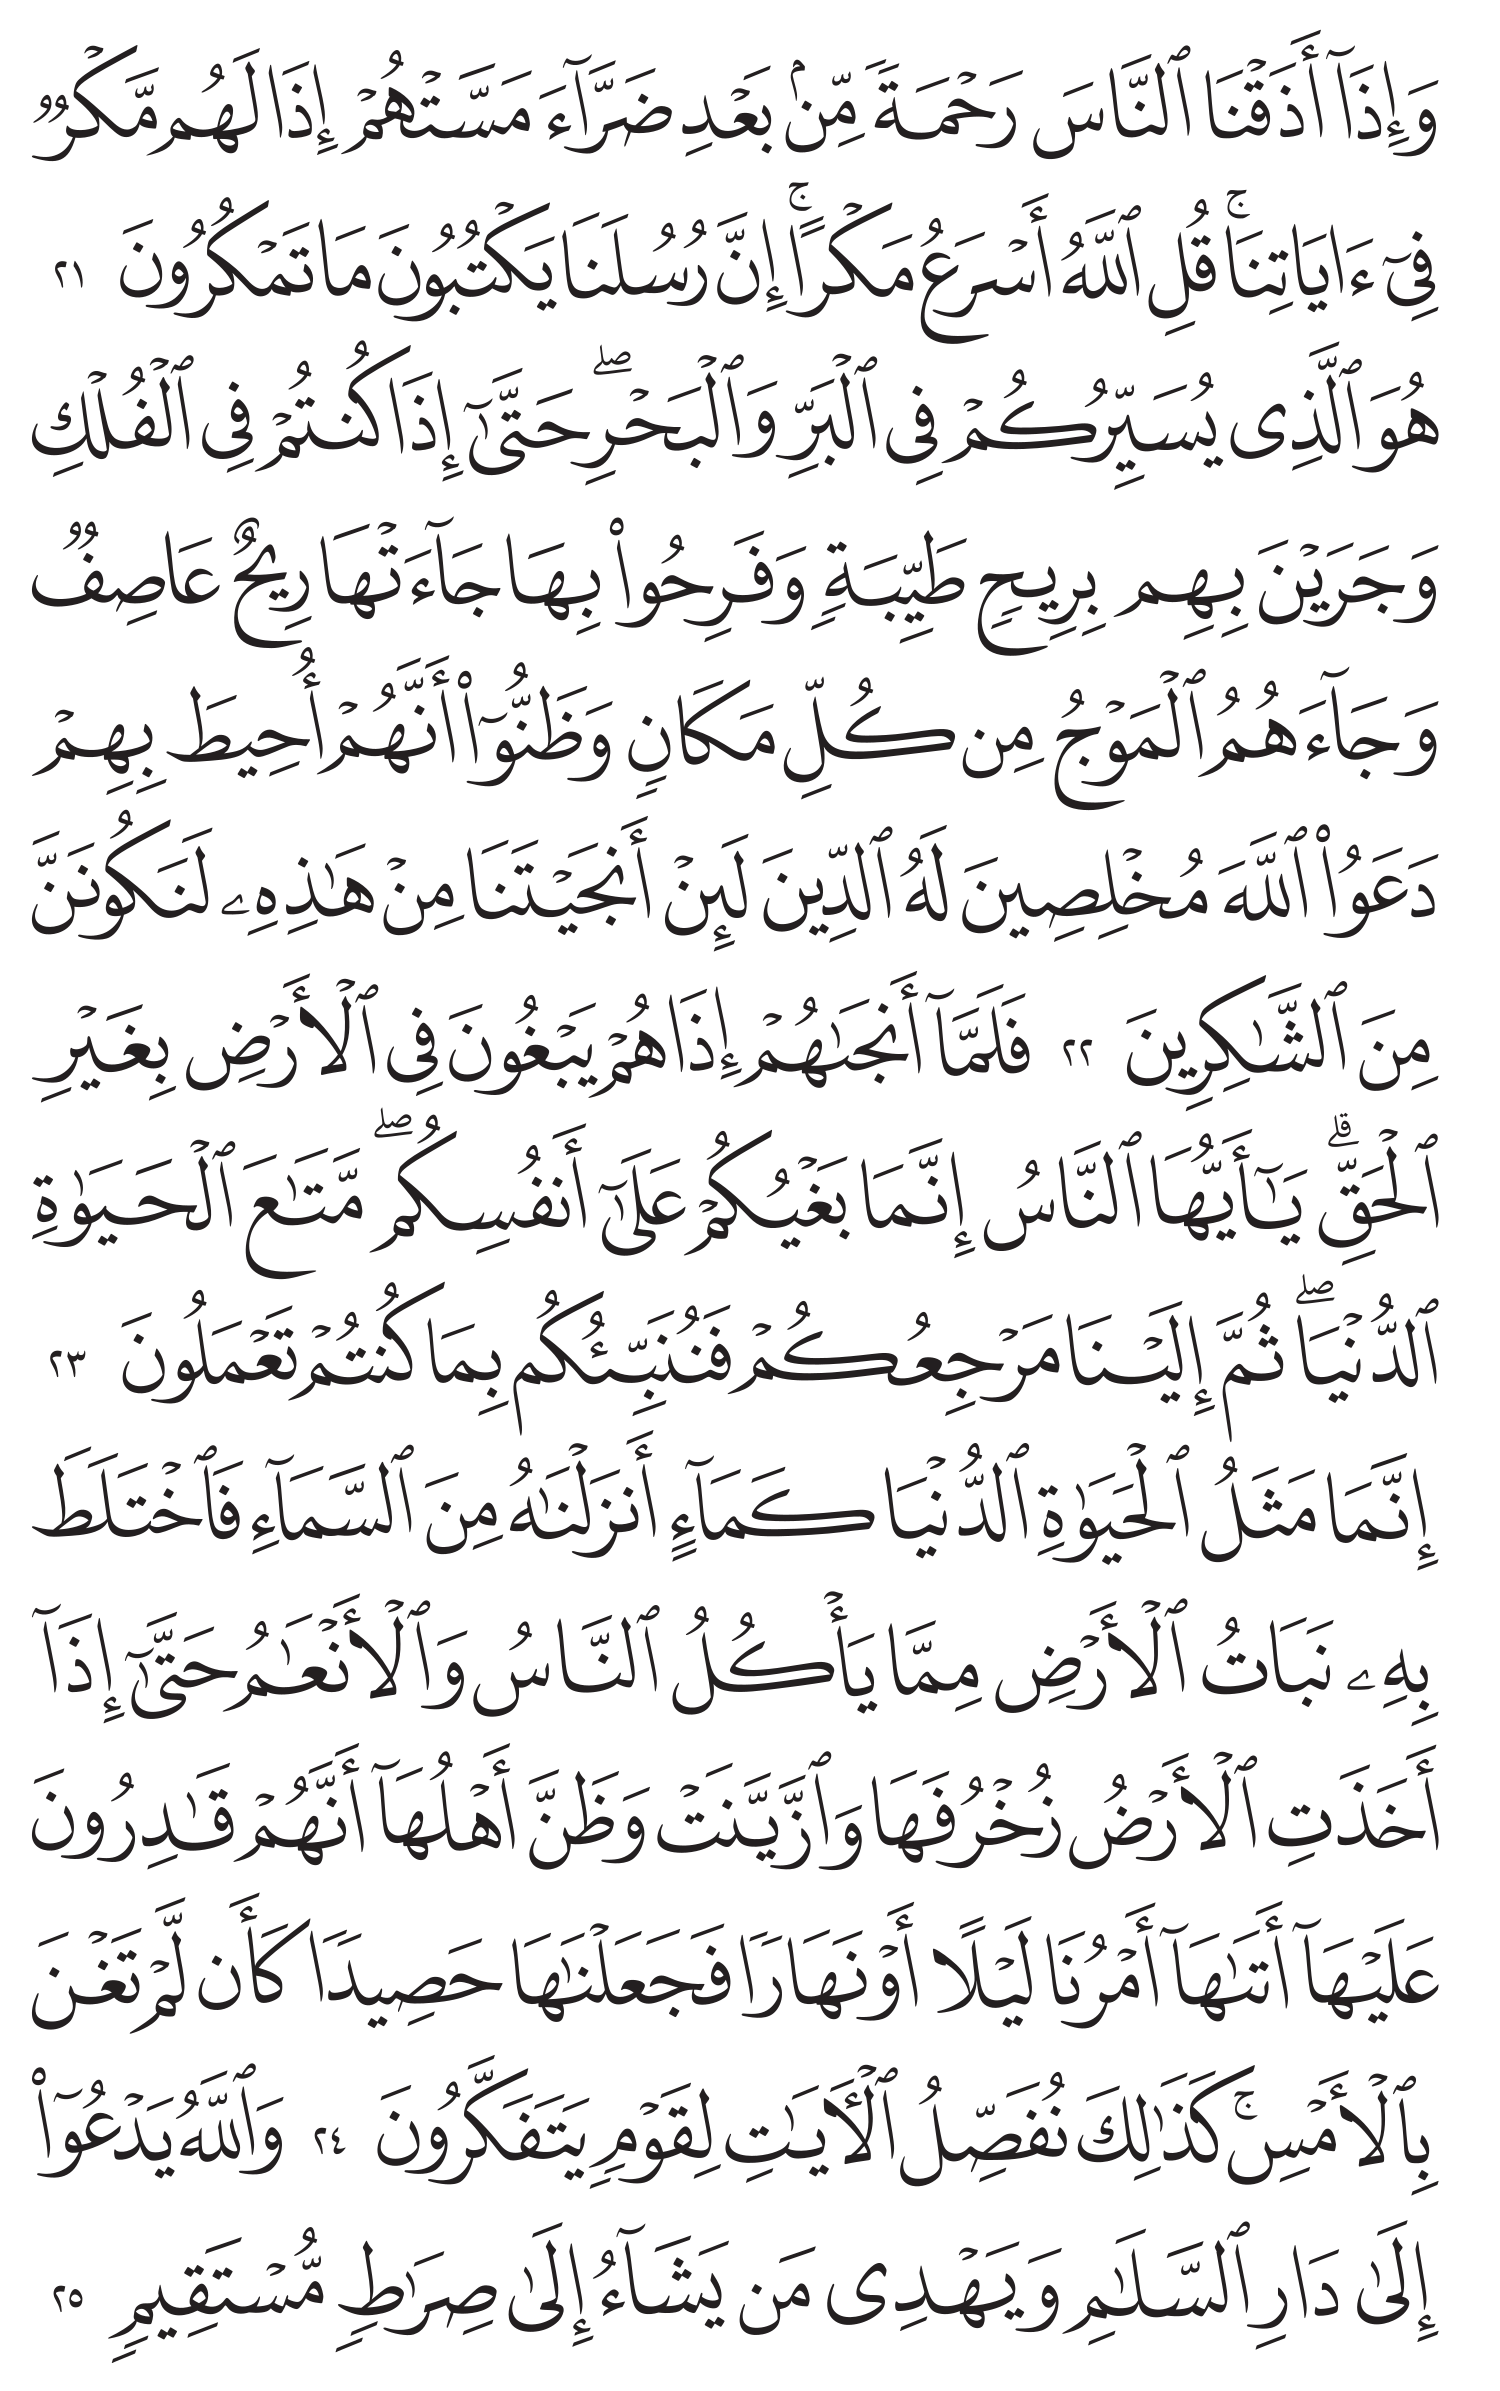 وَإِذَآ أَذَقۡنَا ٱلنَّاسَ رَحۡمَةٗ مِّنۢ بَعۡدِ ضَرَّآءَ مَسَّتۡهُمۡ إِذَا لَهُم مَّكۡرٞ
فِيٓ ءَايَاتِنَاۚ قُلِ ٱللَّهُ أَسۡرَعُ مَكۡرًاۚ إِنَّ رُسُلَنَا يَكۡتُبُونَ مَا تَمۡكُرُونَ ٢١
هُوَ ٱلَّذِي يُسَيِّرُكُمۡ فِي ٱلۡبَرِّ وَٱلۡبَحۡرِۖ حَتَّىٰٓ إِذَا كُنتُمۡ فِي ٱلۡفُلۡكِ
وَجَرَيۡنَ بِهِم بِرِيحٖ طَيِّبَةٖ وَفَرِحُواْ بِهَا جَآءَتۡهَا رِيحٌ عَاصِفٞ
وَجَآءَهُمُ ٱلۡمَوۡجُ مِن كُلِّ مَكَانٖ وَظَنُّوٓاْ أَنَّهُمۡ أُحِيطَ بِهِمۡ
دَعَوُاْ ٱللَّهَ مُخۡلِصِينَ لَهُ ٱلدِّينَ لَئِنۡ أَنجَيۡتَنَا مِنۡ هَٰذِهِۦ لَنَكُونَنَّ
مِنَ ٱلشَّٰكِرِينَ ٢٢ فَلَمَّآ أَنجَىٰهُمۡ إِذَا هُمۡ يَبۡغُونَ فِي ٱلۡأَرۡضِ بِغَيۡرِ
ٱلۡحَقِّۗ يَٰٓأَيُّهَا ٱلنَّاسُ إِنَّمَا بَغۡيُكُمۡ عَلَىٰٓ أَنفُسِكُمۖ مَّتَٰعَ ٱلۡحَيَوٰةِ
ٱلدُّنۡيَاۖ ثُمَّ إِلَيۡنَا مَرۡجِعُكُمۡ فَنُنَبِّئُكُم بِمَا كُنتُمۡ تَعۡمَلُونَ ٢٣
إِنَّمَا مَثَلُ ٱلۡحَيَوٰةِ ٱلدُّنۡيَا كَمَآءٍ أَنزَلۡنَٰهُ مِنَ ٱلسَّمَآءِ فَٱخۡتَلَطَ
بِهِۦ نَبَاتُ ٱلۡأَرۡضِ مِمَّا يَأۡكُلُ ٱلنَّاسُ وَٱلۡأَنۡعَٰمُ حَتَّىٰٓ إِذَآ
أَخَذَتِ ٱلۡأَرۡضُ زُخۡرُفَهَا وَٱزَّيَّنَتۡ وَظَنَّ أَهۡلُهَآ أَنَّهُمۡ قَٰدِرُونَ
عَلَيۡهَآ أَتَىٰهَآ أَمۡرُنَا لَيۡلًا أَوۡ نَهَارٗا فَجَعَلۡنَٰهَا حَصِيدٗا كَأَن لَّمۡ تَغۡنَ
بِٱلۡأَمۡسِۚ كَذَٰلِكَ نُفَصِّلُ ٱلۡأٓيَٰتِ لِقَوۡمٖ يَتَفَكَّرُونَ ٢٤ وَٱللَّهُ يَدۡعُوٓاْ
إِلَىٰ دَارِ ٱلسَّلَٰمِ وَيَهۡدِي مَن يَشَآءُ إِلَىٰ صِرَٰطٖ مُّسۡتَقِيمٖ ٢٥